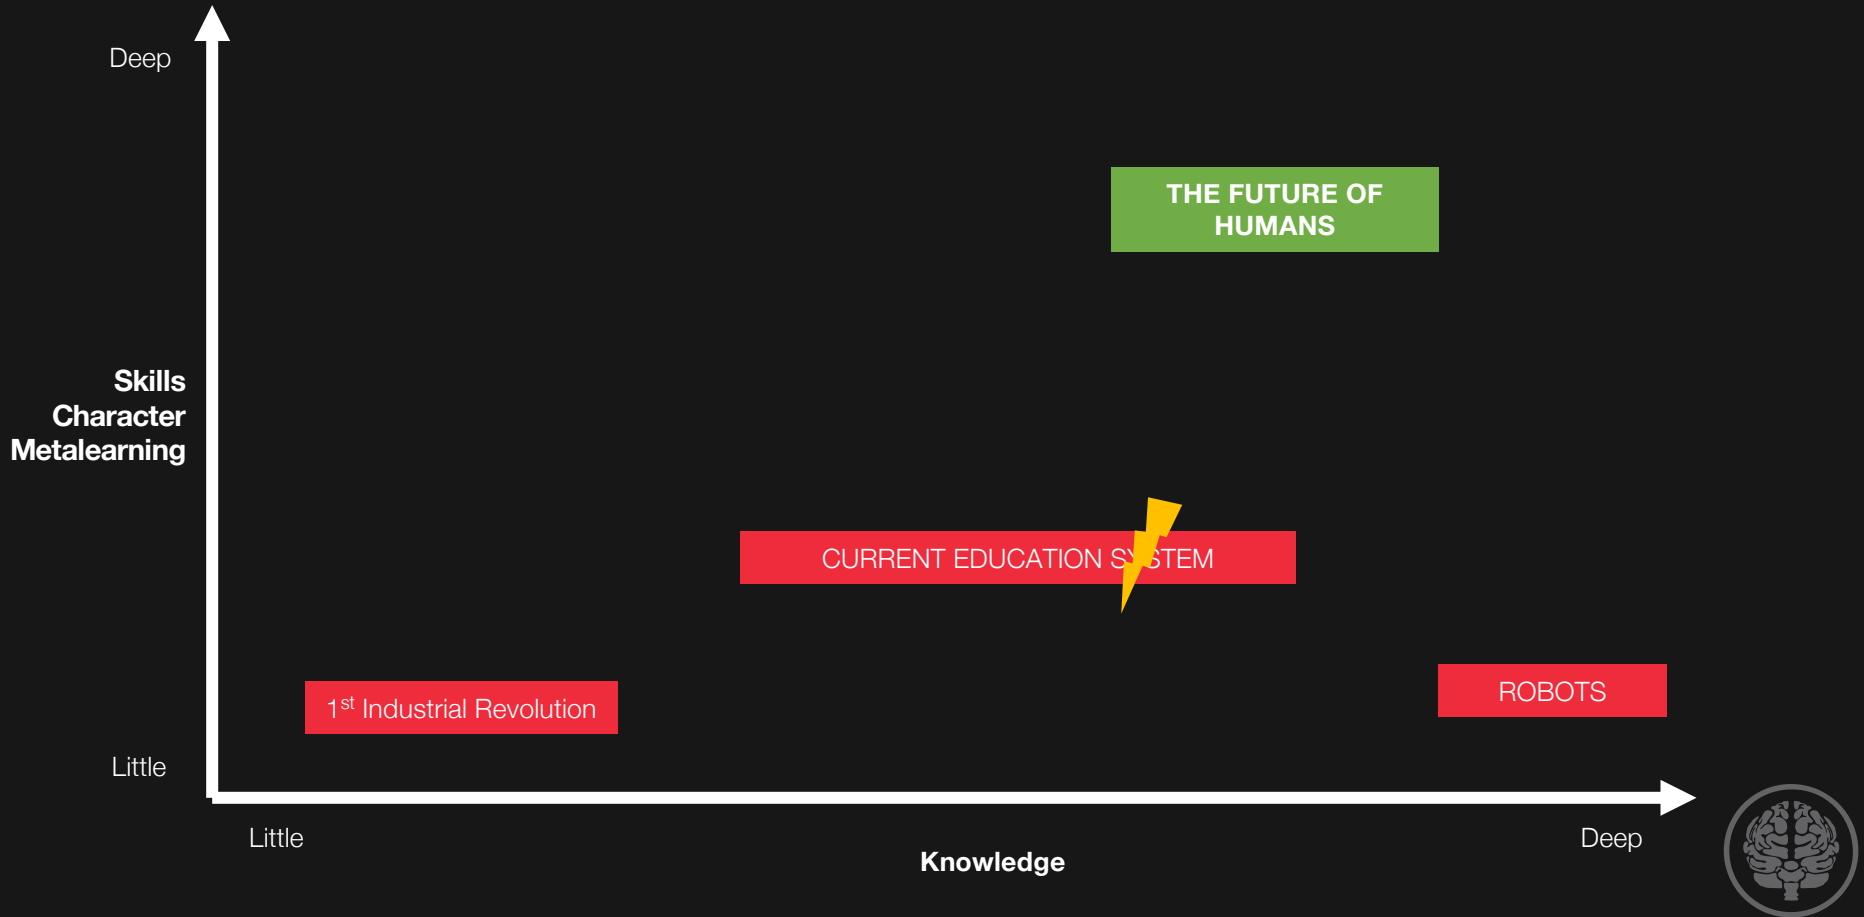 Deep
THE FUTURE OF
HUMANS
Skills
Character
Metalearning
CURRENT EDUCATION SYSTEM
ROBOTS
1st Industrial Revolution
Little
Little
Deep
Knowledge